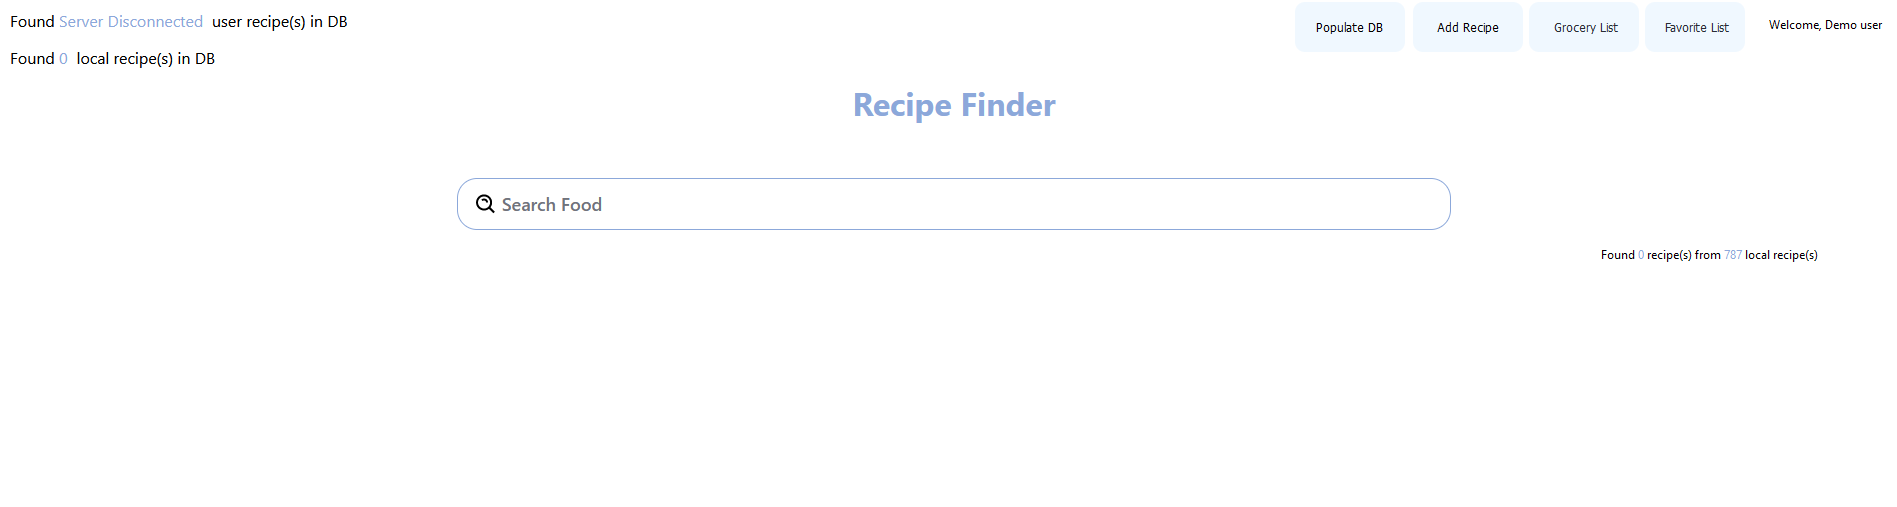 Found Server Disconnected user recipe(s) in DB
Populate DB
Add Recipe
Grocery List
Favorite List
Welcome, Demo user
Found 0 local recipe(s) in DB
Recipe Finder
Search Food
Found 0 recipe(s) from 787 local recipe(s)